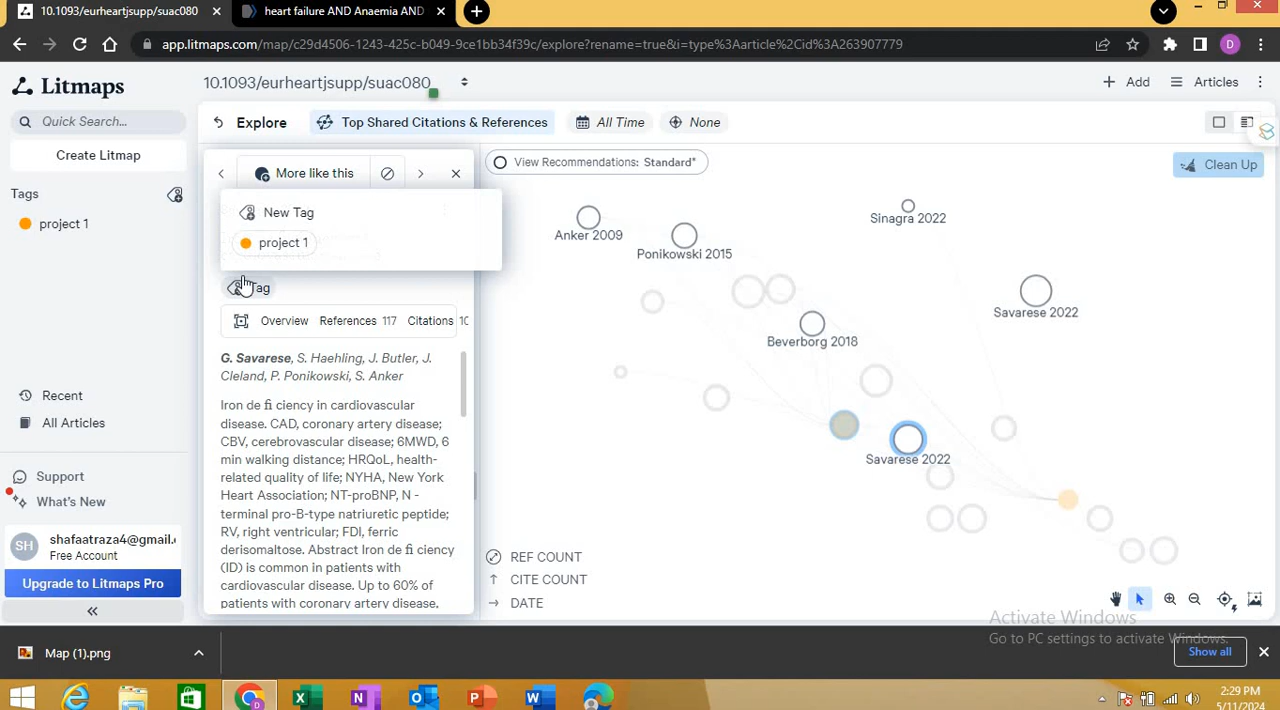 10.1093/eurheartjsupp/suac080
heart failure AND Anaemia AND
app.litmaps.com/map/c29d4506-1243-425c-b049-9ce1bb34f39c/explore?rename=true&i=type%3Aarticle%2Cid%3A263907779
D
Litmaps
10.1093/eurheartjsupp/suac080
Add
Articles
Quick Search...
Explore
Top Shared Citations & References
All Time
None
Create Litmap
More like this
View Recommendations: Standard*
Clean Up
Tags
project 1
New Tag
project 1
Tag
Overview
References 117
Citations 10
G. Savarese, S. Haehling, J. Butler, J.
Cleland, P. Ponikowski, S. Anker
Iron de fi ciency in cardiovascular
disease. CAD, coronary artery disease;
CBV, cerebrovascular disease; 6MWD, 6
min walking distance; HRQoL, health-
related quality of life; NYHA, New York
Heart Association; NT-proBNP, N -
terminal pro-B-type natriuretic peptide;
RV, right ventricular; FDI, ferric
derisomaltose. Abstract Iron de fi ciency
(ID) is common in patients with
cardiovascular disease. Up to 60% of
patients with coronary artery disease,
Anker 2009
Ponikowski 2015
Sinagra 2022
Savarese 2022
Beverborg 2018
Savarese 2022
REF COUNT
CITE COUNT
DATE
Recent
All Articles
Support
What's New
SH
shafaatraza4@gmail.
Free Account
Upgrade to Litmaps Pro
Activate Windows
Go to PC settings to activate Windows.
Map (1).png
Show all
2:29 PM
5/11/2024